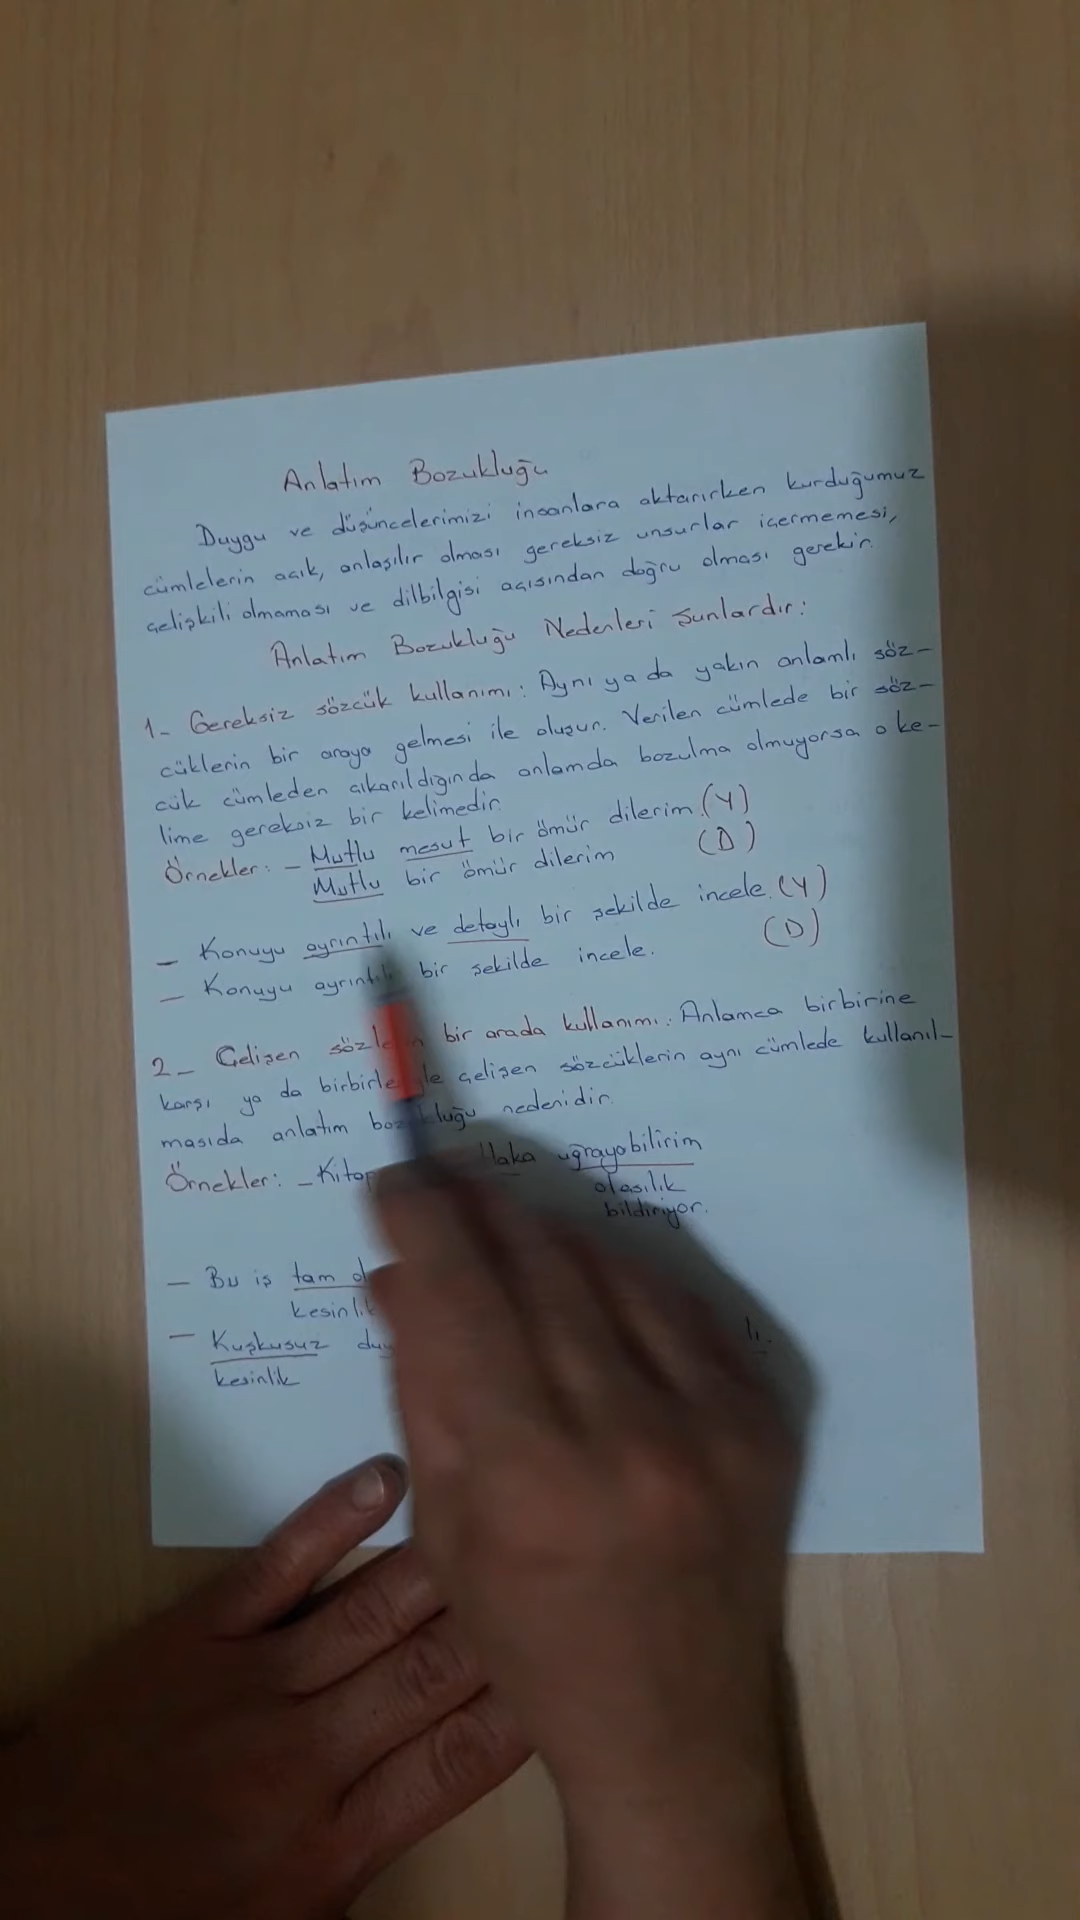 Anlatım Bozukluğu
Duygu ve düşüncelerimizi insanlara aktarırken kurduğumuz
cümlelerin açık, anlaşılır olması gereksiz unsurlar içermemesi,
çelişkili olmaması ve dilbilgisi açısından doğru olması gerekir.
Anlatım Bozukluğu Nedenleri Şunlardır:
1- Gereksiz sözcük kullanımı: Aynı ya da yakın anlamlı söz-
cüklerin bir araya gelmesi ile oluşur. Verilen cümlede bir söz-
cük cümleden çıkarıldığında anlamda bozulma olmuyorsa o ke-
lime gereksiz bir kelimedir.
Örnekler: - Mutlu mesut bir ömür dilerim. (Y)
Mutlu bir ömür dilerim (D)
- Konuyu ayrıntılı ve detaylı bir şekilde incele. (Y)
- Konuyu ayrıntılı bir şekilde incele. (D)
2- Çelişen bir arada kullanımı: Anlamca birbirine
karşı ya da çelişen sözcüklerin aynı cümlede kullanıl-
masıda anlatım nedenidir.
Örnekler: - uğrayabilirim
olasılık
bildiriyor.
- Bu iş tam
- Kuşkusuz
kesinlik